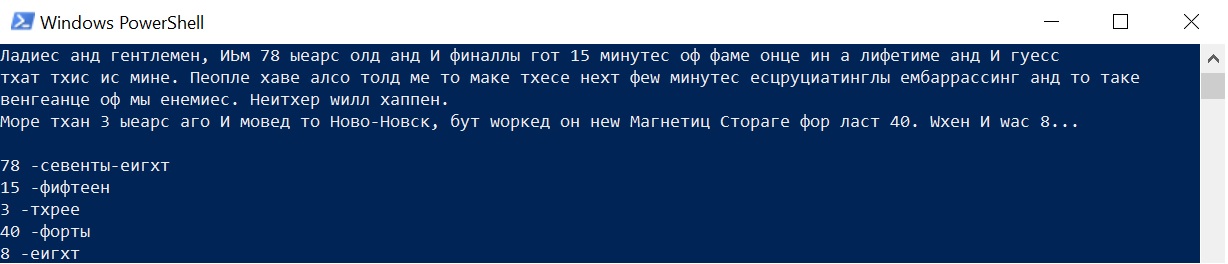 Windows PowerShell
Ладиес анд гентлемен, Иьм 78 ыеарс олд анд И финаллы гот 15 минутес оф фаме онце ин а лифетиме анд И гуесс
тхат тхис ис мине. Пеопле хаве алсо толд ме то маке тхесе неxт феw минутес есцруциатинглы ембаррассинг анд то таке
венгеанце оф мы енемиес. Неитхер wилл хаппен.
Море тхан 3 ыеарс аго И мовед то Ново-Новск, бут wоркед он неw Магнетиц Стораге фор ласт 40. Wхен И wас 8...
78 -севенты-еигхт
15 -фифтеен
3 -тхрее
40 -форты
8 -еигхт